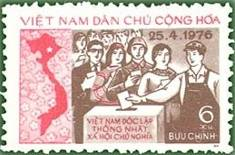 VIỆT NAM DÂN CHỦ CỘNG HÒA
25.4.1976
VIỆT NAM ĐỘC LẬP
THỐNG NHẤT
XÃ HỘI CHỦ NGHĨA
6
XU
BƯU CHÍNH